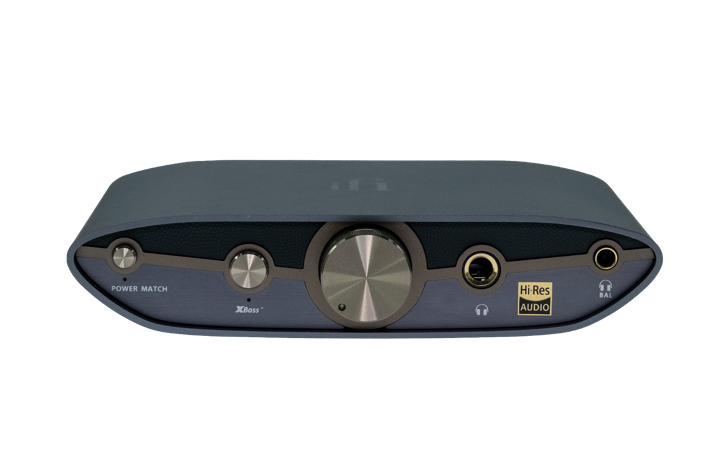 ifi
POWER MATCH
XBass+
Hi-Res
AUDIO
BAL